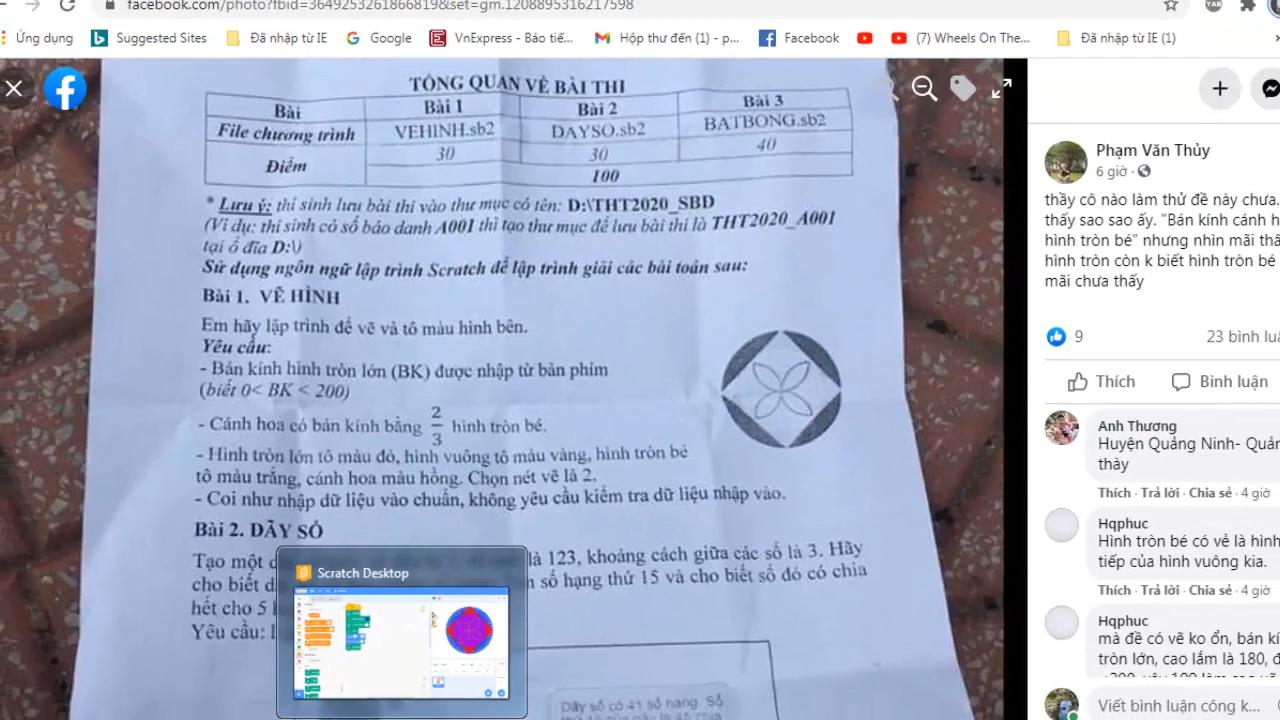 facebook.com/photo?fbid=3649253261866819&set=gm.1208895316217598
Ứng dụng
Suggested Sites
Đã nhập từ IE
Google
VnExpress - Báo tiế...
Hộp thư đến (1) - p...
Facebook
(7) Wheels On The...
Đã nhập từ IE (1)
TỔNG QUAN VỀ BÀI THI
Bài Bài 1 Bài 2 Bài 3
File chương trình VEHINH.sb2 DAYSO.sb2 BATBONG.sb2
Điểm 30 30 40
100
* Lưu ý: thí sinh lưu bài thi vào thư mục có tên: D:\THT2020_SBD
(Ví dụ: thí sinh có số báo danh A001 thì tạo thư mục để lưu bài thi là THT2020_A001
tại ổ đĩa D:\)
Sử dụng ngôn ngữ lập trình Scratch để lập trình giải các bài toán sau:
Bài 1. VẼ HÌNH
Em hãy lập trình để vẽ và tô màu hình bên.
Yêu cầu:
- Bán kính hình tròn lớn (BK) được nhập từ bàn phím
(biết 0< BK < 200)
- Cánh hoa có bán kính bằng 2/3 hình tròn bé.
- Hình tròn lớn tô màu đỏ, hình vuông tô màu vàng, hình tròn bé
tô màu trắng, cánh hoa màu hồng. Chọn nét vẽ là 2.
- Coi như nhập dữ liệu vào chuẩn, không yêu cầu kiểm tra dữ liệu nhập vào.
Bài 2. DÃY SỐ
Tạo một là 123, khoảng cách giữa các số là 3. Hãy
cho biết số hạng thứ 15 và cho biết số đó có chia
hết cho 5
Yêu cầu:
Dãy số có 41 số hạng. Số
Scratch Desktop
Phạm Văn Thủy
6 giờ
thầy cô nào làm thử đề này chưa.
thấy sao sao ấy. "Bán kính cánh h
hình tròn bé" nhưng nhìn mãi thấ
hình tròn còn k biết hình tròn bé
mãi chưa thấy
9
23 bình luậ
Thích
Bình luận
Anh Thương
Huyện Quảng Ninh- Quản
thày
Thích · Trả lời · Chia sẻ · 4 giờ
Hqphuc
Hình tròn bé có vẻ là hình
tiếp của hình vuông kia.
Thích · Trả lời · Chia sẻ · 4 giờ
Hqphuc
mà đề có vẽ ko ổn, bán kí
tròn lớn, cao lắm là 180, đ
Viết bình luận công k...